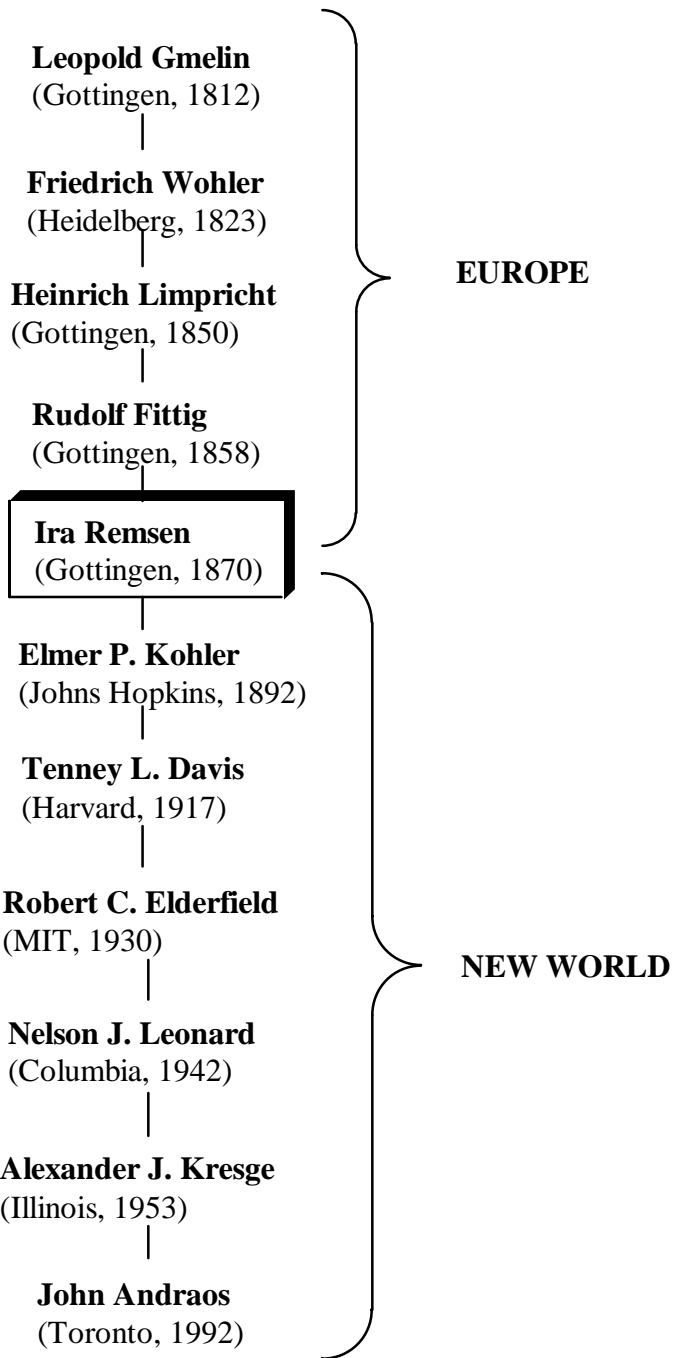 Leopold Gmelin
(Gottingen, 1812)
Friedrich Wohler
(Heidelberg, 1823)
EUROPE
Heinrich Limpricht
(Gottingen, 1850)
Rudolf Fittig
(Gottingen, 1858)
Ira Remsen
(Gottingen, 1870)
Elmer P. Kohler
(Johns Hopkins, 1892)
Tenney L. Davis
(Harvard, 1917)
Robert C. Elderfield
(MIT, 1930)
NEW WORLD
Nelson J. Leonard
(Columbia, 1942)
Alexander J. Kresge
(Illinois, 1953)
John Andraos
(Toronto, 1992)